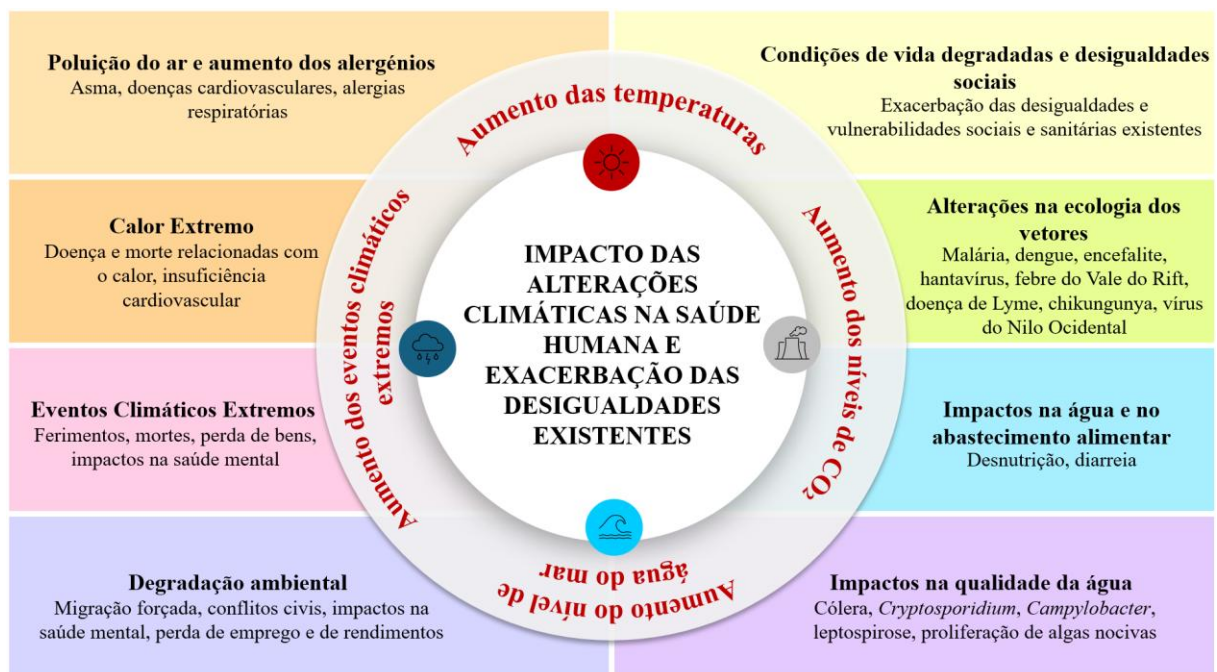 Poluição do ar e aumento dos alergénios
Asma, doenças cardiovasculares, alergias
respiratórias
Calor Extremo
Doença e morte relacionadas com
o calor, insuficiência
cardiovascular
Eventos Climáticos Extremos
Ferimentos, mortes, perda de bens,
impactos na saúde mental
Degradação ambiental
Migração forçada, conflitos civis, impactos na
saúde mental, perda de emprego e de rendimentos
Aumento das temperaturas
Aumento dos eventos climáticos
extremos
IMPACTO DAS
ALTERAÇÕES
CLIMÁTICAS NA SAÚDE
HUMANA E
EXACERBAÇÃO DAS
DESIGUALDADES
EXISTENTES
Aumento dos níveis de CO₂
Aumento do nível de
água do mar
Condições de vida degradadas e desigualdades
sociais
Exacerbação das desigualdades e
vulnerabilidades sociais e sanitárias existentes
Alterações na ecologia dos
vetores
Malária, dengue, encefalite,
hantavírus, febre do Vale do Rift,
doença de Lyme, chikungunya, vírus
do Nilo Ocidental
Impactos na água e no
abastecimento alimentar
Desnutrição, diarreia
Impactos na qualidade da água
Cólera, Cryptosporidium, Campylobacter,
leptospirose, proliferação de algas nocivas